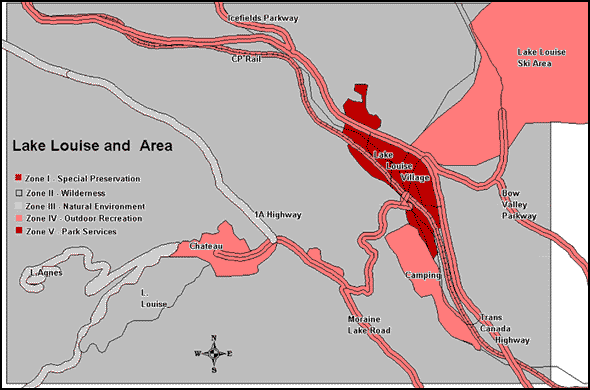 Icefields Parkway
CP Rail
Lake Louise
Ski Area
Lake Louise and Area
Lake
Louise
Village
Zone I - Special Preservation
Zone II - Wilderness
Zone III - Natural Environment
Zone IV - Outdoor Recreation
Zone V - Park Services
Bow
Valley
Parkway
1A Highway
Chateau
L.Agnes
L.
Louise
Camping
Moraine
Lake Road
Trans
Canada
Highway
N
W
E
S